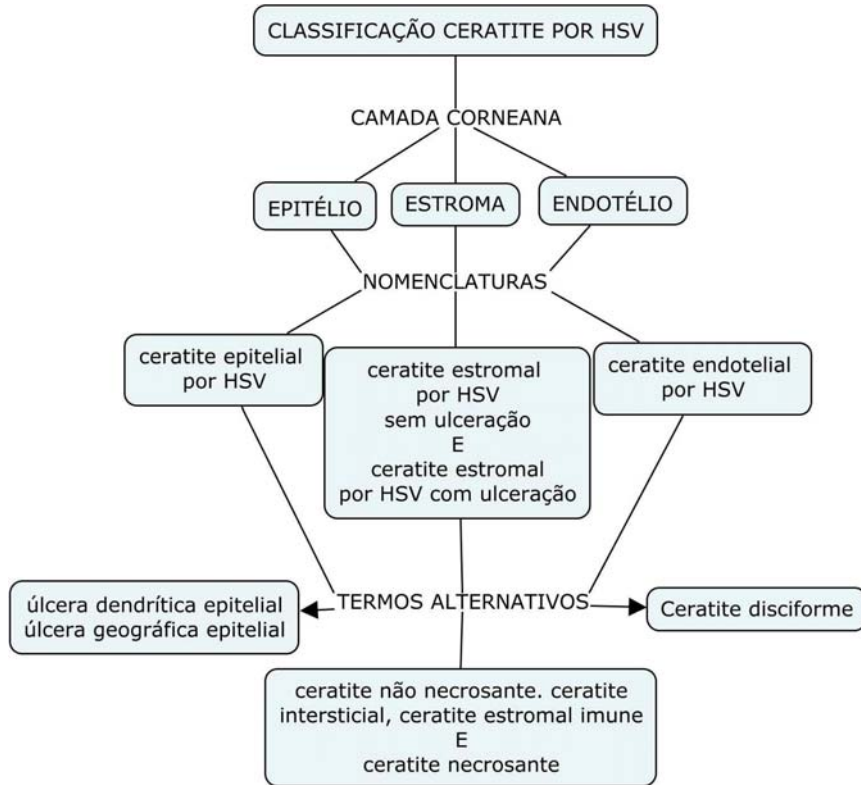 CLASSIFICAÇÃO CERATITE POR HSV
CAMADA CORNEANA
EPITÉLIO
ESTROMA
ENDOTÉLIO
NOMENCLATURAS
ceratite epitelial
por HSV
ceratite estromal
por HSV
sem ulceração
E
ceratite estromal
por HSV com ulceração
ceratite endotelial
por HSV
TERMOS ALTERNATIVOS
úlcera dendrítica epitelial
úlcera geográfica epitelial
Ceratite disciforme
ceratite não necrosante. ceratite
intersticial, ceratite estromal imune
E
ceratite necrosante